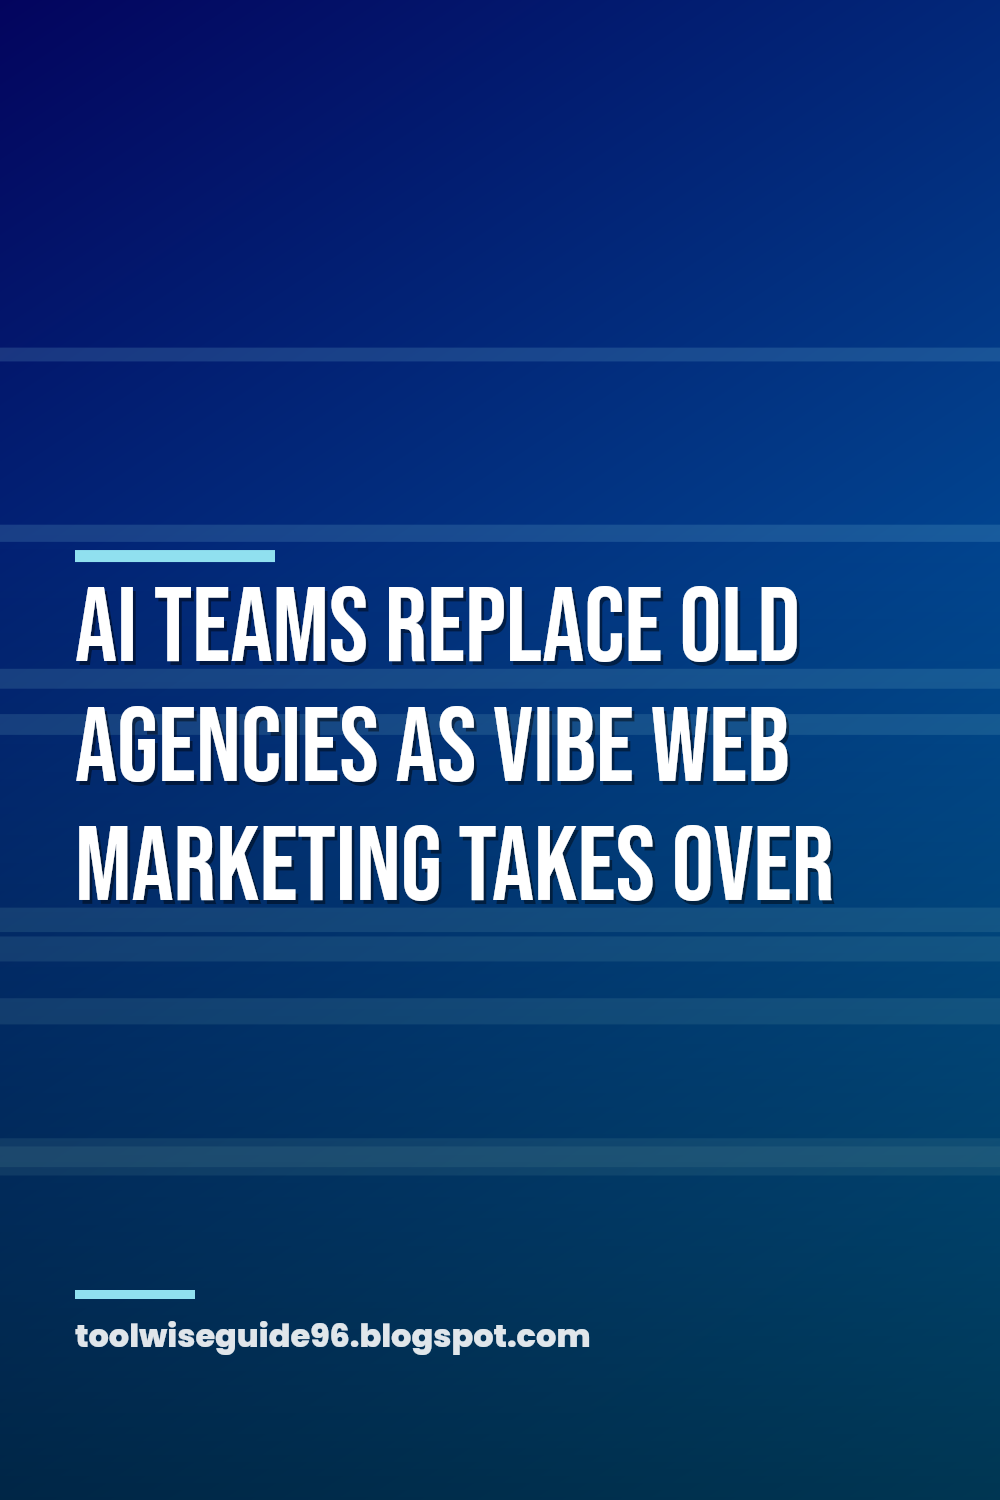 AI TEAMS REPLACE OLD
AGENCIES AS VIBE WEB
MARKETING TAKES OVER
toolwiseguide96.blogspot.com